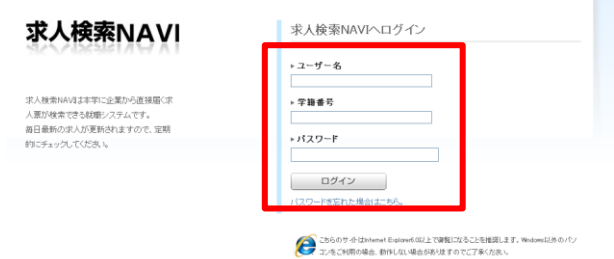 求人検索NAVI
求人検索NAVIは本学に企業から直接届く求
人票が検索できる就職システムです。
毎日最新の求人が更新されますので、定期
的にチェックしてください。
求人検索NAVIへログイン
ユーザー名
学籍番号
パスワード
ログイン
パスワードを忘れた場合はこちら。
こちらのサイトはInternet Explorer6.0以上で御覧になることを推奨します。Windows以外のパソ
コンをご利用の場合、動作しない場合がありますのでご了承ください。